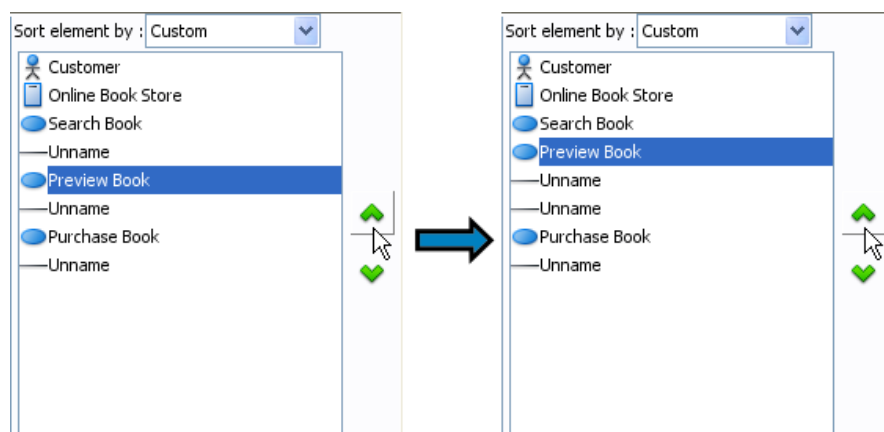 Sort element by : Custom
Customer
Online Book Store
Search Book
Unname
Preview Book
Unname
Purchase Book
Unname
Sort element by : Custom
Customer
Online Book Store
Search Book
Preview Book
Unname
Unname
Purchase Book
Unname